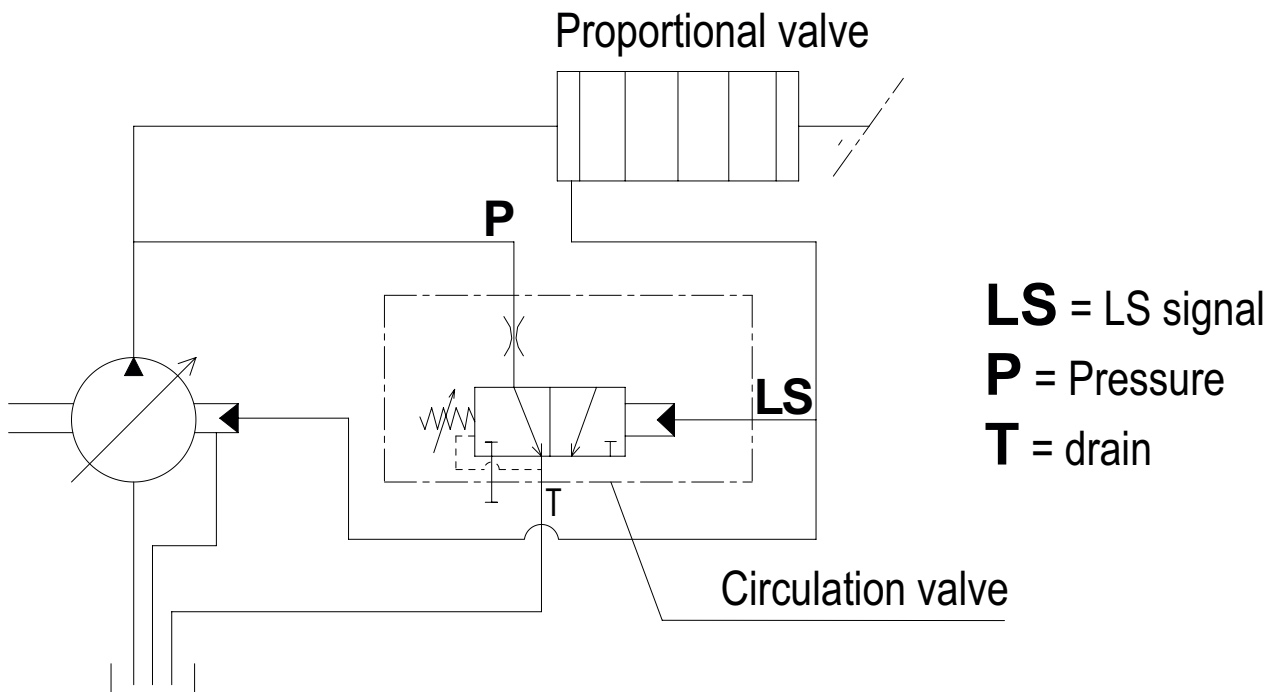 Proportional valve
P
LS = LS signal
P = Pressure
LS
T = drain
T
Circulation valve